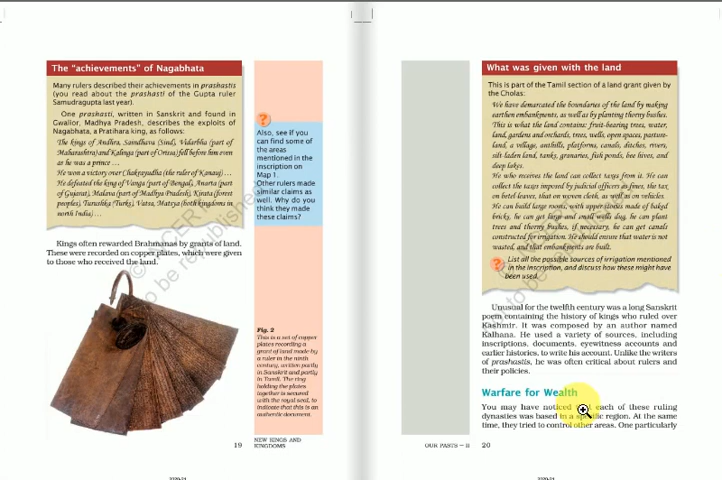 The "achievements" of Nagabhata
Many rulers described their achievements in prashastis
(you read about the prashasti of the Gupta ruler
Samudragupta last year).
One prashasti, written in Sanskrit and found in
Gwalior, Madhya Pradesh, describes the exploits of
Nagabhata, a Pratihara king, as follows:
The kings of Andhra, Saindhava (Sind), Vidarbha (part of
Maharashtra) and Kalinga (part of Orissa) fell before him even
as he was a prince …
He won a victory over Chakrayudha (the ruler of Kanauj) …
He defeated the king of Vanga (part of Bengal), Anarta (part
of Gujarat), Malava (part of Madhya Pradesh), Kirata (forest
peoples), Turushka (Turks), Vatsa, Matsya (both kingdoms in
north India) …
Kings often rewarded Brahmanas by grants of land.
These were recorded on copper plates, which were given
to those who received the land.
?
Also, see if you
can find some of
the areas
mentioned in the
inscription on
Map 1.
Other rulers made
similar claims as
well. Why do you
think they made
these claims?
Fig. 2
This is a set of copper
plates recording a
grant of land made by
a ruler in the ninth
century, written partly
in Sanskrit and partly
in Tamil. The ring
holding the plates
together is secured
with the royal seal, to
indicate that this is an
authentic document.
19
NEW KINGS AND
KINGDOMS
What was given with the land
This is part of the Tamil section of a land grant given by
the Cholas:
We have demarcated the boundaries of the land by making
earthen embankments, as well as by planting thorny bushes.
This is what the land contains: fruit-bearing trees, water,
land, gardens and orchards, trees, wells, open spaces, pasture-
land, a village, anthills, platforms, canals, ditches, rivers,
silt-laden land, tanks, granaries, fish ponds, bee hives, and
deep lakes.
He who receives the land can collect taxes from it. He can
collect the taxes imposed by judicial officers as fines, the tax
on betel leaves, that on woven cloth, as well as on vehicles.
He can build large rooms, with upper stories made of baked
bricks, he can get large and small wells dug, he can plant
trees and thorny bushes, if necessary, he can get canals
constructed for irrigation. He should ensure that water is not
wasted, and that embankments are built.
? List all the possible sources of irrigation mentioned
in the inscription, and discuss how these might have
been used.
Unusual for the twelfth century was a long Sanskrit
poem containing the history of kings who ruled over
Kashmir. It was composed by an author named
Kalhana. He used a variety of sources, including
inscriptions, documents, eyewitness accounts and
earlier histories, to write his account. Unlike the writers
of prashastis, he was often critical about rulers and
their policies.
Warfare for Wealth
You may have noticed that each of these ruling
dynasties was based in a specific region. At the same
time, they tried to control other areas. One particularly
OUR PASTS – II 20
2020-21
2020-21